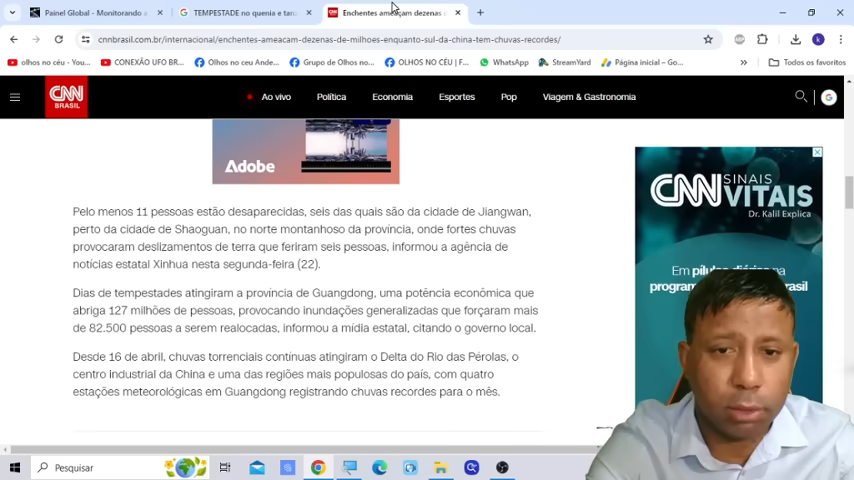 Painel Global - Monitorando a
TEMPESTADE no quenia e tan
Enchentes ameaçam dezenas
cnnbrasil.com.br/internacional/enchentes-ameacam-dezenas-de-milhoes-enquanto-sul-da-china-tem-chuvas-recordes/
olhos no céu - You...
CONEXÃO UFO BR...
Olhos no ceu Ande...
Grupo de Olhos no...
OLHOS NO CÉU | F...
WhatsApp
StreamYard
Página inicial – Go...
Todos os favoritos
CNN
BRASIL
Ao vivo
Política
Economia
Esportes
Pop
Viagem & Gastronomia
Adobe
Pelo menos 11 pessoas estão desaparecidas, seis das quais são da cidade de Jiangwan,
perto da cidade de Shaoguan, no norte montanhoso da província, onde fortes chuvas
provocaram deslizamentos de terra que feriram seis pessoas, informou a agência de
notícias estatal Xinhua nesta segunda-feira (22).
Dias de tempestades atingiram a província de Guangdong, uma potência econômica que
abriga 127 milhões de pessoas, provocando inundações generalizadas que forçaram mais
de 82.500 pessoas a serem realocadas, informou a mídia estatal, citando o governo local.
Desde 16 de abril, chuvas torrenciais contínuas atingiram o Delta do Rio das Pérolas, o
centro industrial da China e uma das regiões mais populosas do país, com quatro
estações meteorológicas em Guangdong registrando chuvas recordes para o mês.
CNN SINAIS
VITAIS
Dr. Kalil Explica
Em pílulas diárias na
Pesquisar